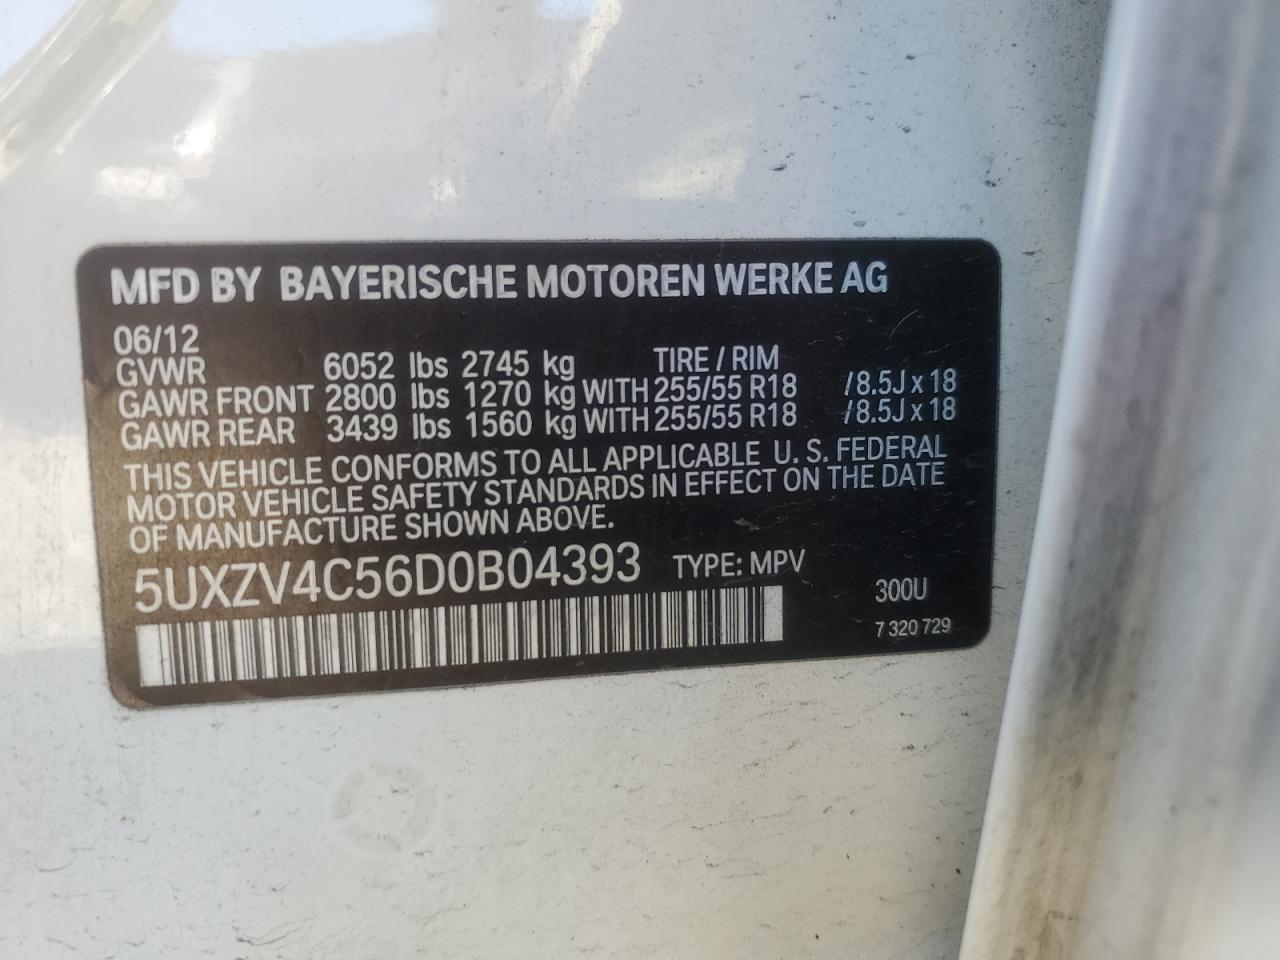 MFD BY BAYERISCHE MOTOREN WERKE AG
06/12
GVWR 6052 lbs 2745 kg TIRE / RIM
GAWR FRONT 2800 lbs 1270 kg WITH 255/55 R18 /8.5J x 18
GAWR REAR 3439 lbs 1560 kg WITH 255/55 R18 /8.5J x 18
THIS VEHICLE CONFORMS TO ALL APPLICABLE U. S. FEDERAL
MOTOR VEHICLE SAFETY STANDARDS IN EFFECT ON THE DATE
OF MANUFACTURE SHOWN ABOVE.
5UXZV4C56D0B04393 TYPE: MPV
300U
7 320 729